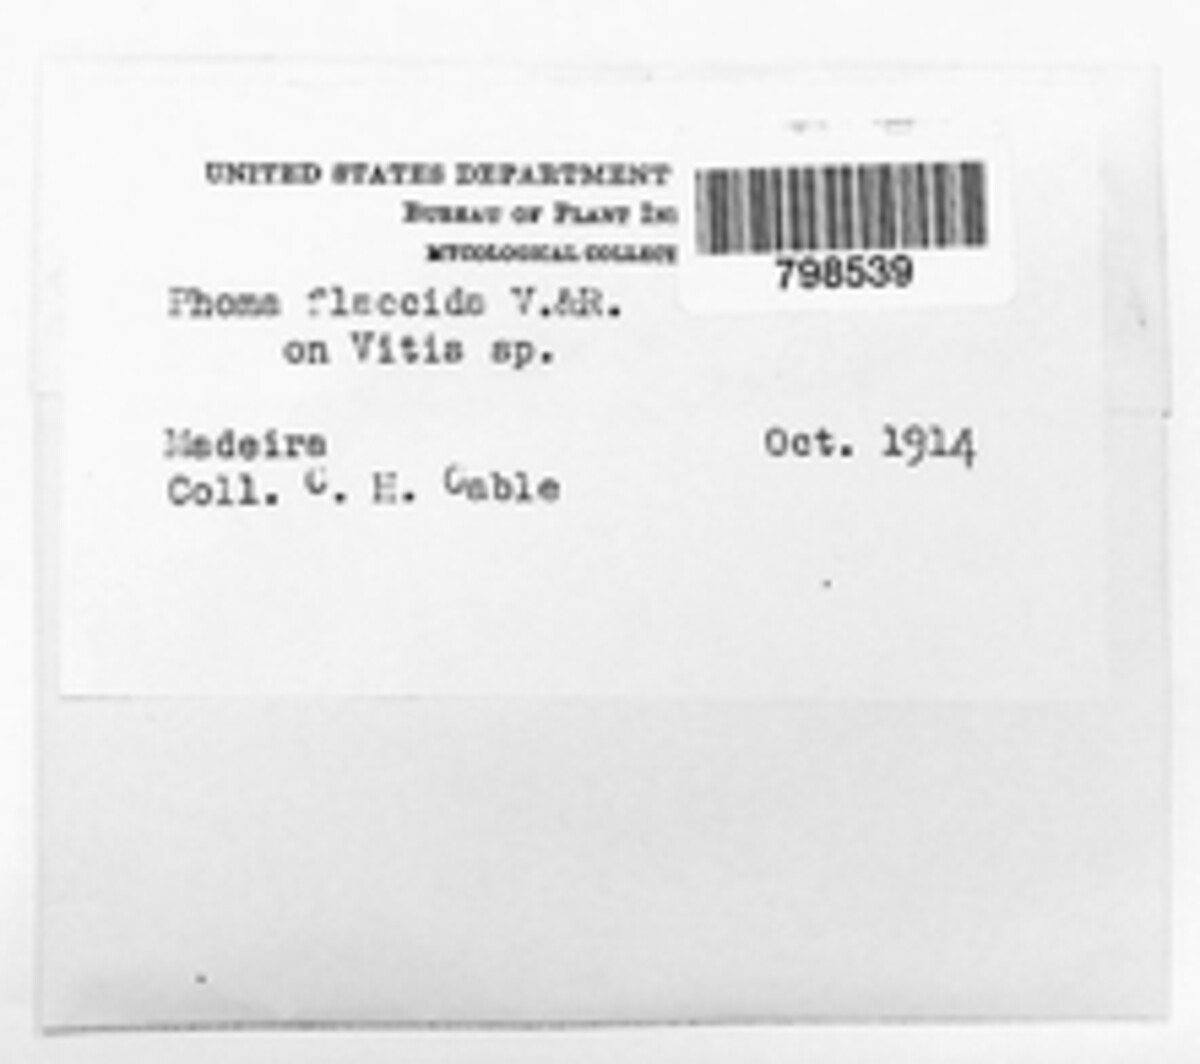 UNITED STATES DEPARTMENT
BUREAU OF PLANT IN
MYCOLOGICAL COLLECT
798539
Phoma flaccida V.&R.
on Vitis sp.
Madeira
Oct. 1914
Coll. C. H. Gable